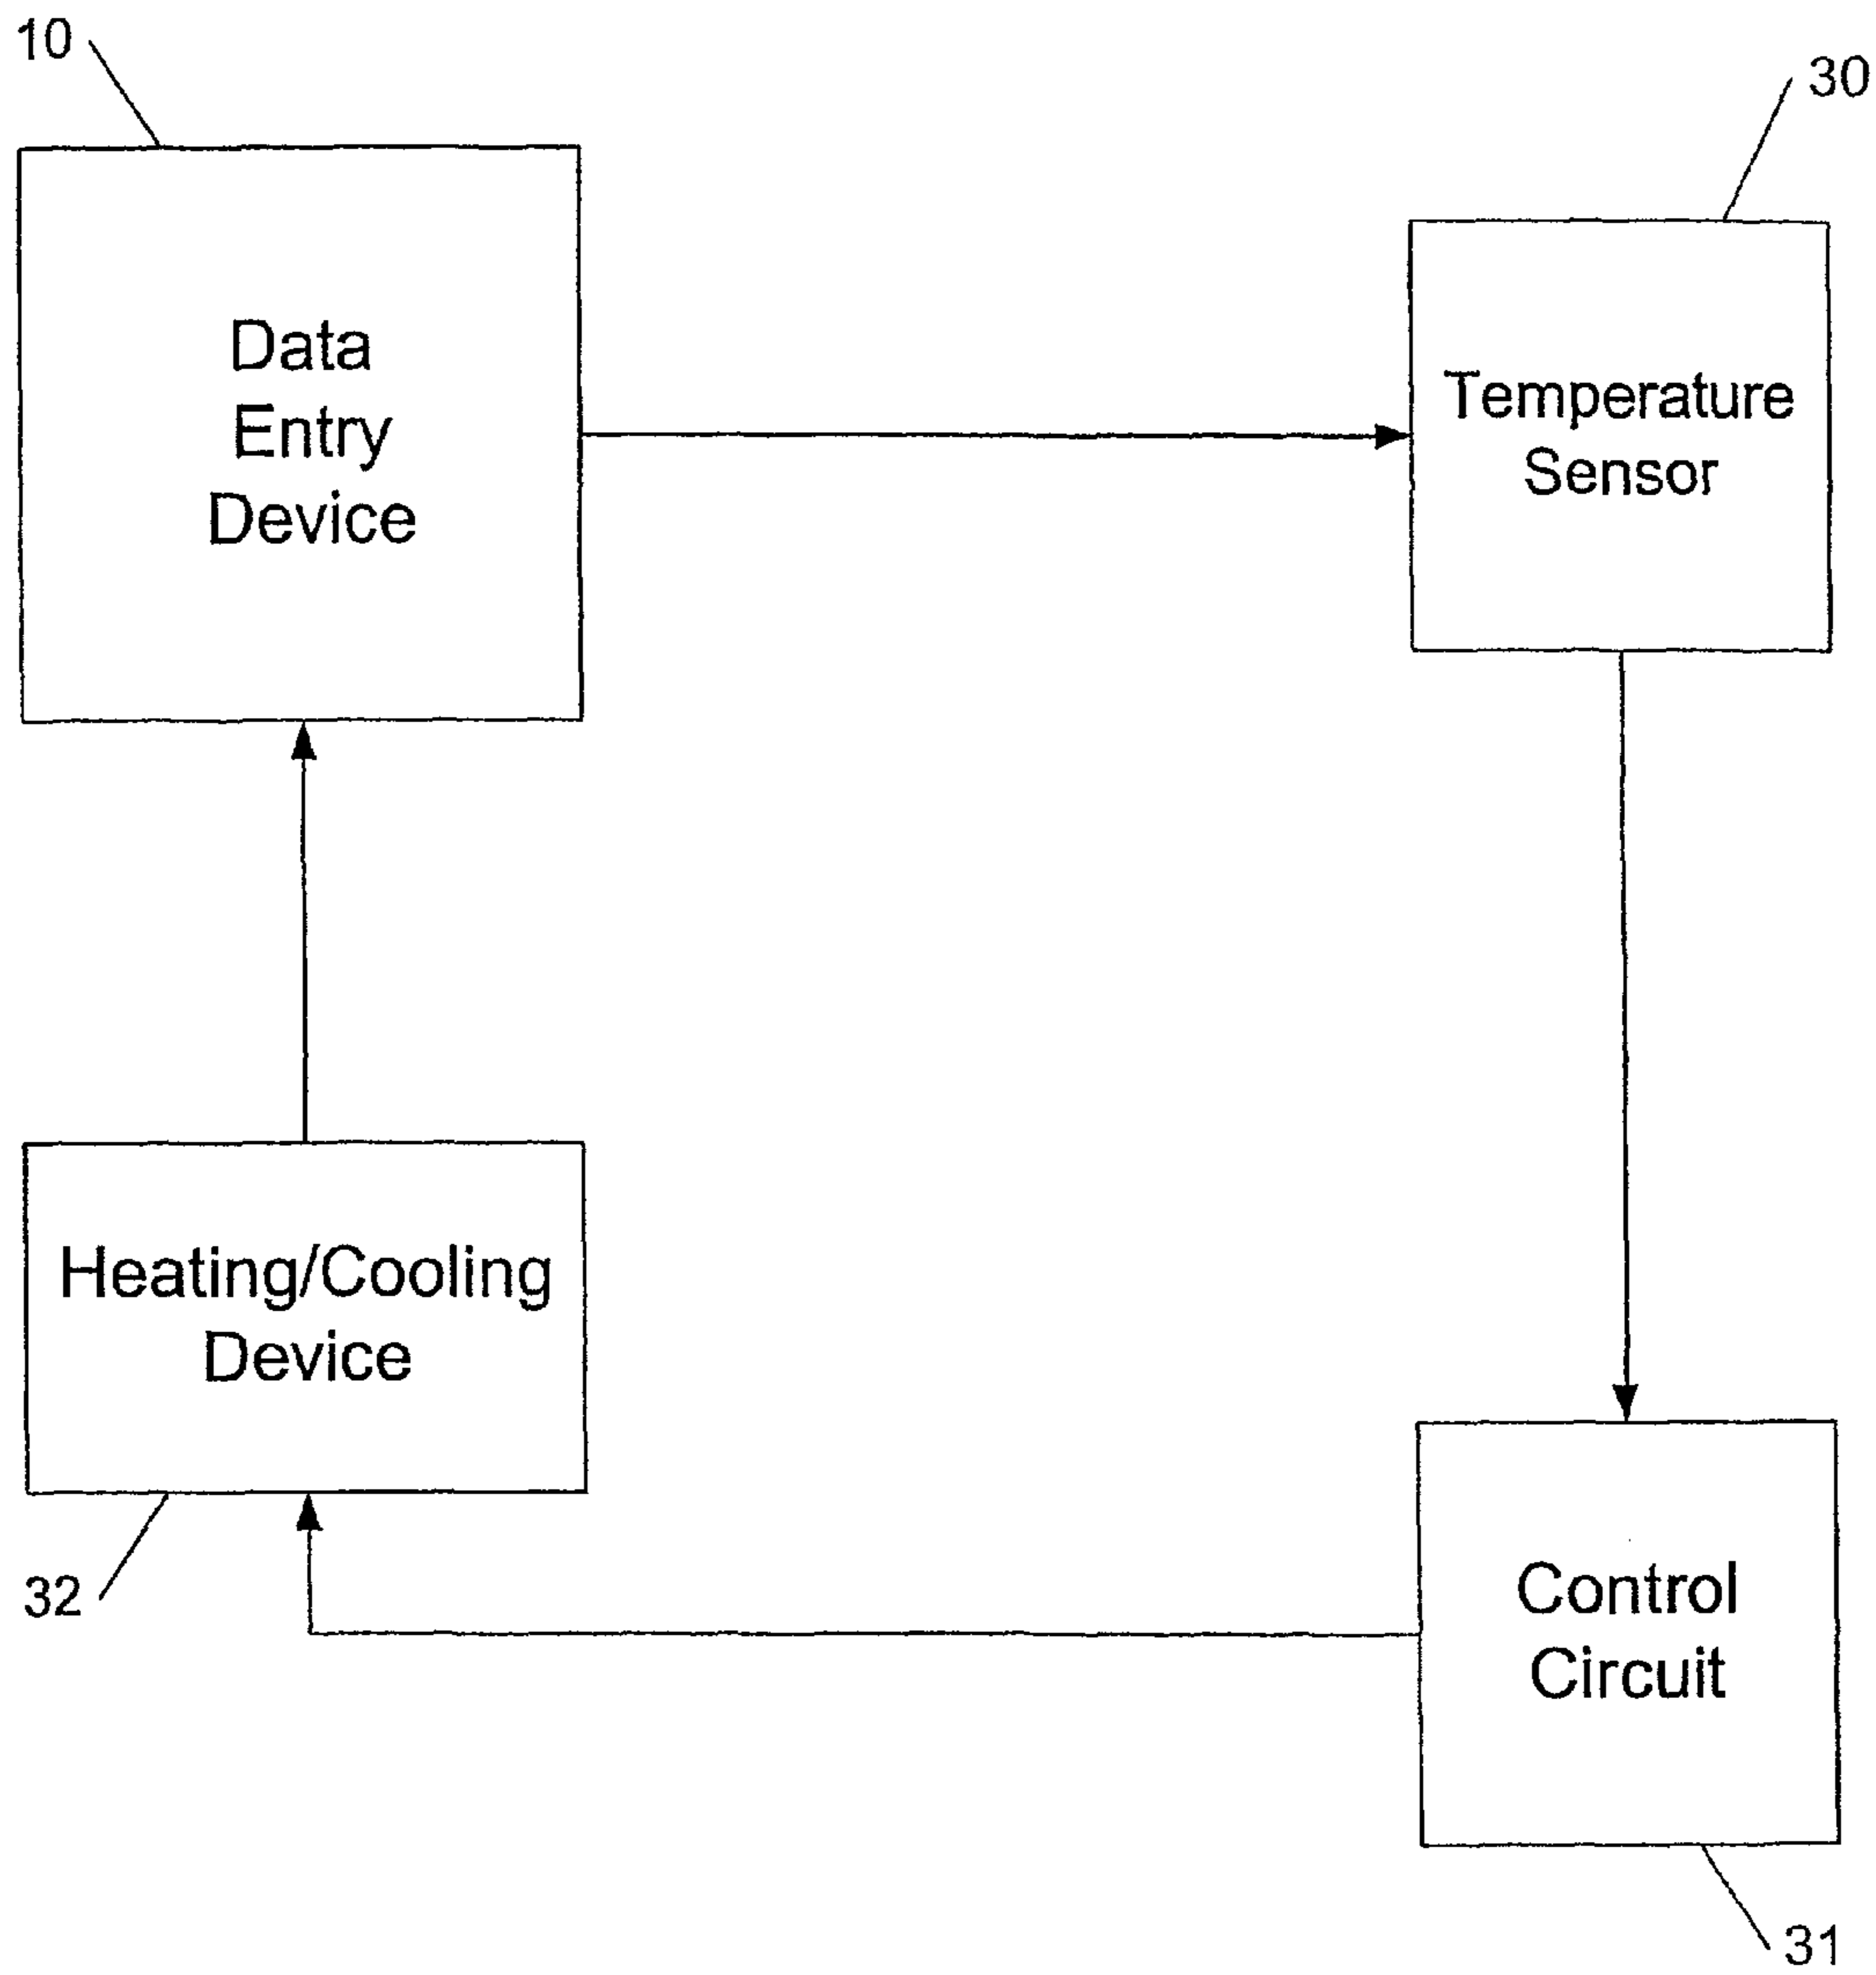 10
30
Data
Entry
Device
Temperature
Sensor
Heating/Cooling
Device
32
Control
Circuit
31